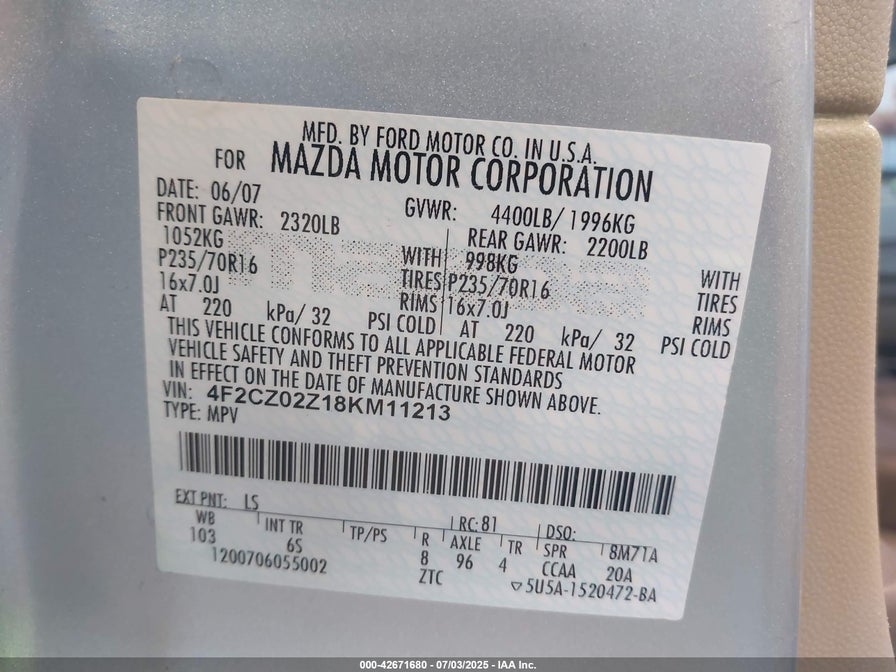 MFD. BY FORD MOTOR CO. IN U.S.A.
FOR MAZDA MOTOR CORPORATION
DATE: 06/07 GVWR: 4400LB/ 1996KG
FRONT GAWR: 2320LB REAR GAWR: 2200LB
1052KG WITH 998KG WITH
P235/70R16 TIRES P235/70R16 TIRES
16x7.0J RIMS 16x7.0J RIMS
AT 220 kPa/ 32 PSI COLD AT 220 kPa/ 32 PSI COLD
THIS VEHICLE CONFORMS TO ALL APPLICABLE FEDERAL MOTOR
VEHICLE SAFETY AND THEFT PREVENTION STANDARDS
IN EFFECT ON THE DATE OF MANUFACTURE SHOWN ABOVE.
VIN: 4F2CZ02Z18KM11213
TYPE: MPV
EXT PNT: LS RC: 81 DSO:
WB INT TR TP/PS R AXLE TR SPR 8M71A
103 6S 8 96 4 CCAA 20A
1200706055002 ZTC ▽5U5A-1520472-BA
000-42671680 - 07/03/2025 - IAA Inc.